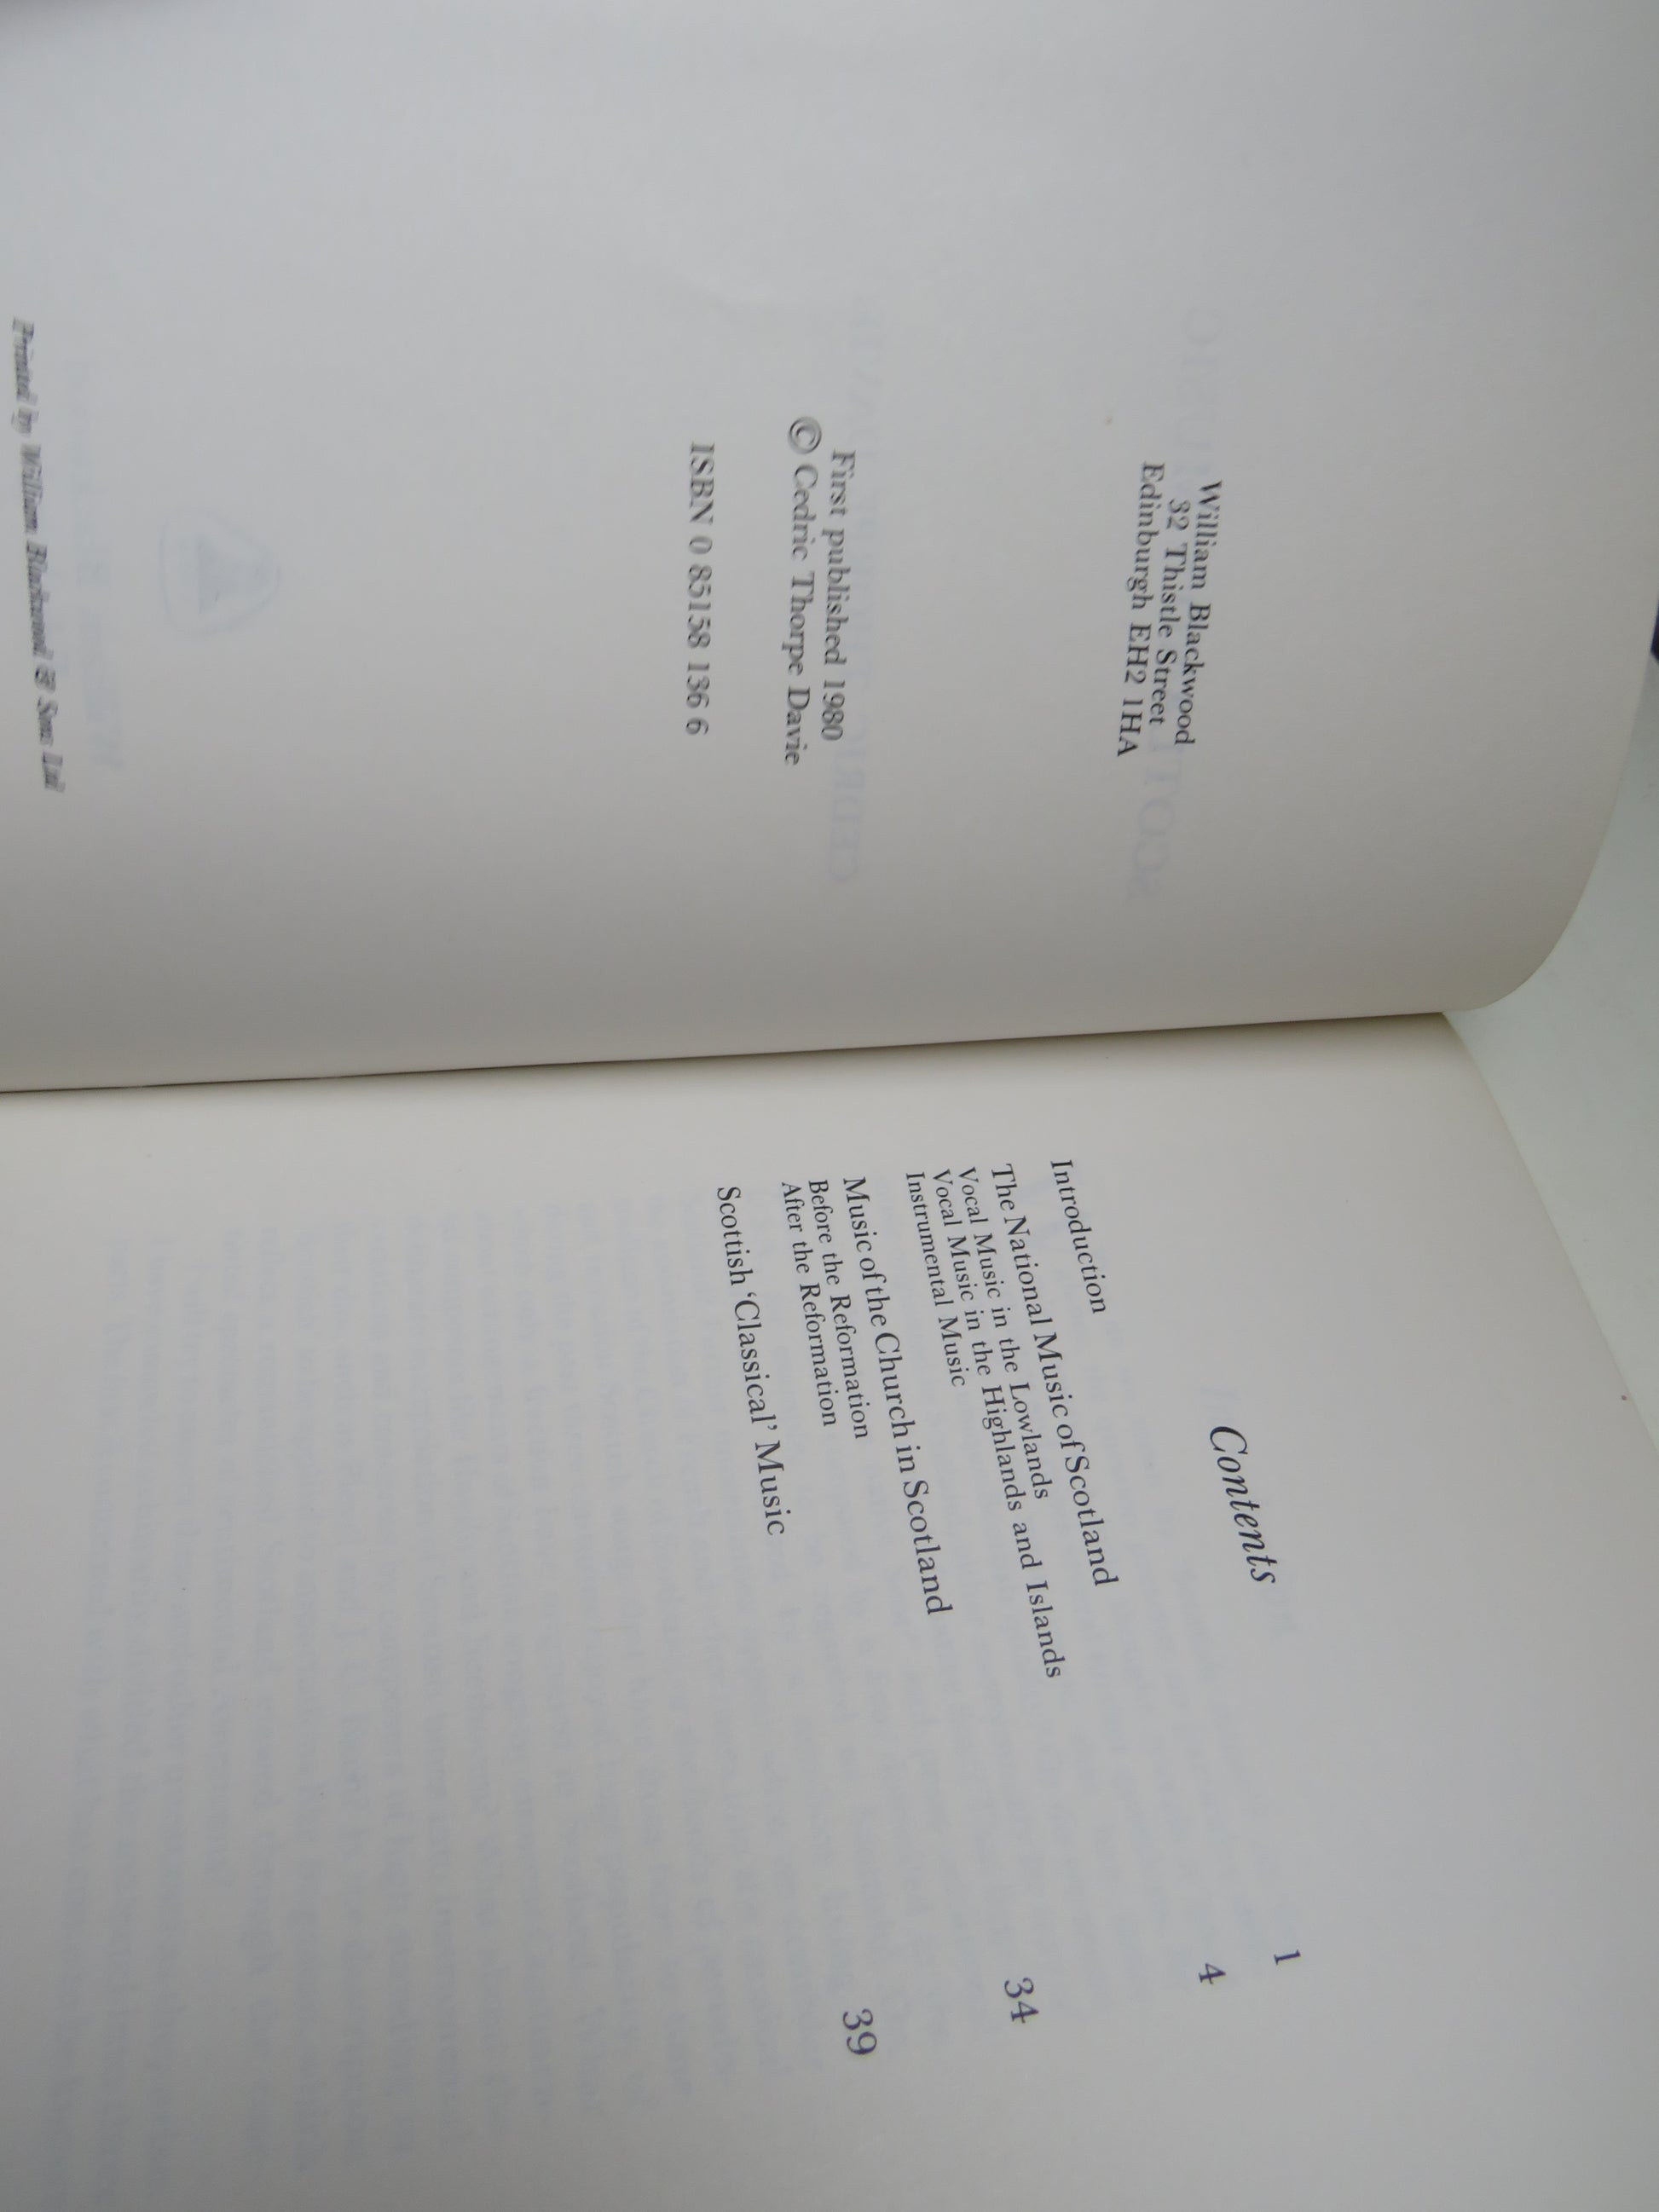 William Blackwood
32 Thistle Street
Edinburgh EH2 1HA
First published 1980
© Cedric Thorpe Davie
ISBN 0 85158 136 6
Printed by William Blackwood & Sons Ltd
Contents
Introduction 1
The National Music of Scotland 4
Vocal Music in the Lowlands
Vocal Music in the Highlands and Islands
Instrumental Music
Music of the Church in Scotland 34
Before the Reformation
After the Reformation
Scottish ‘Classical’ Music 39